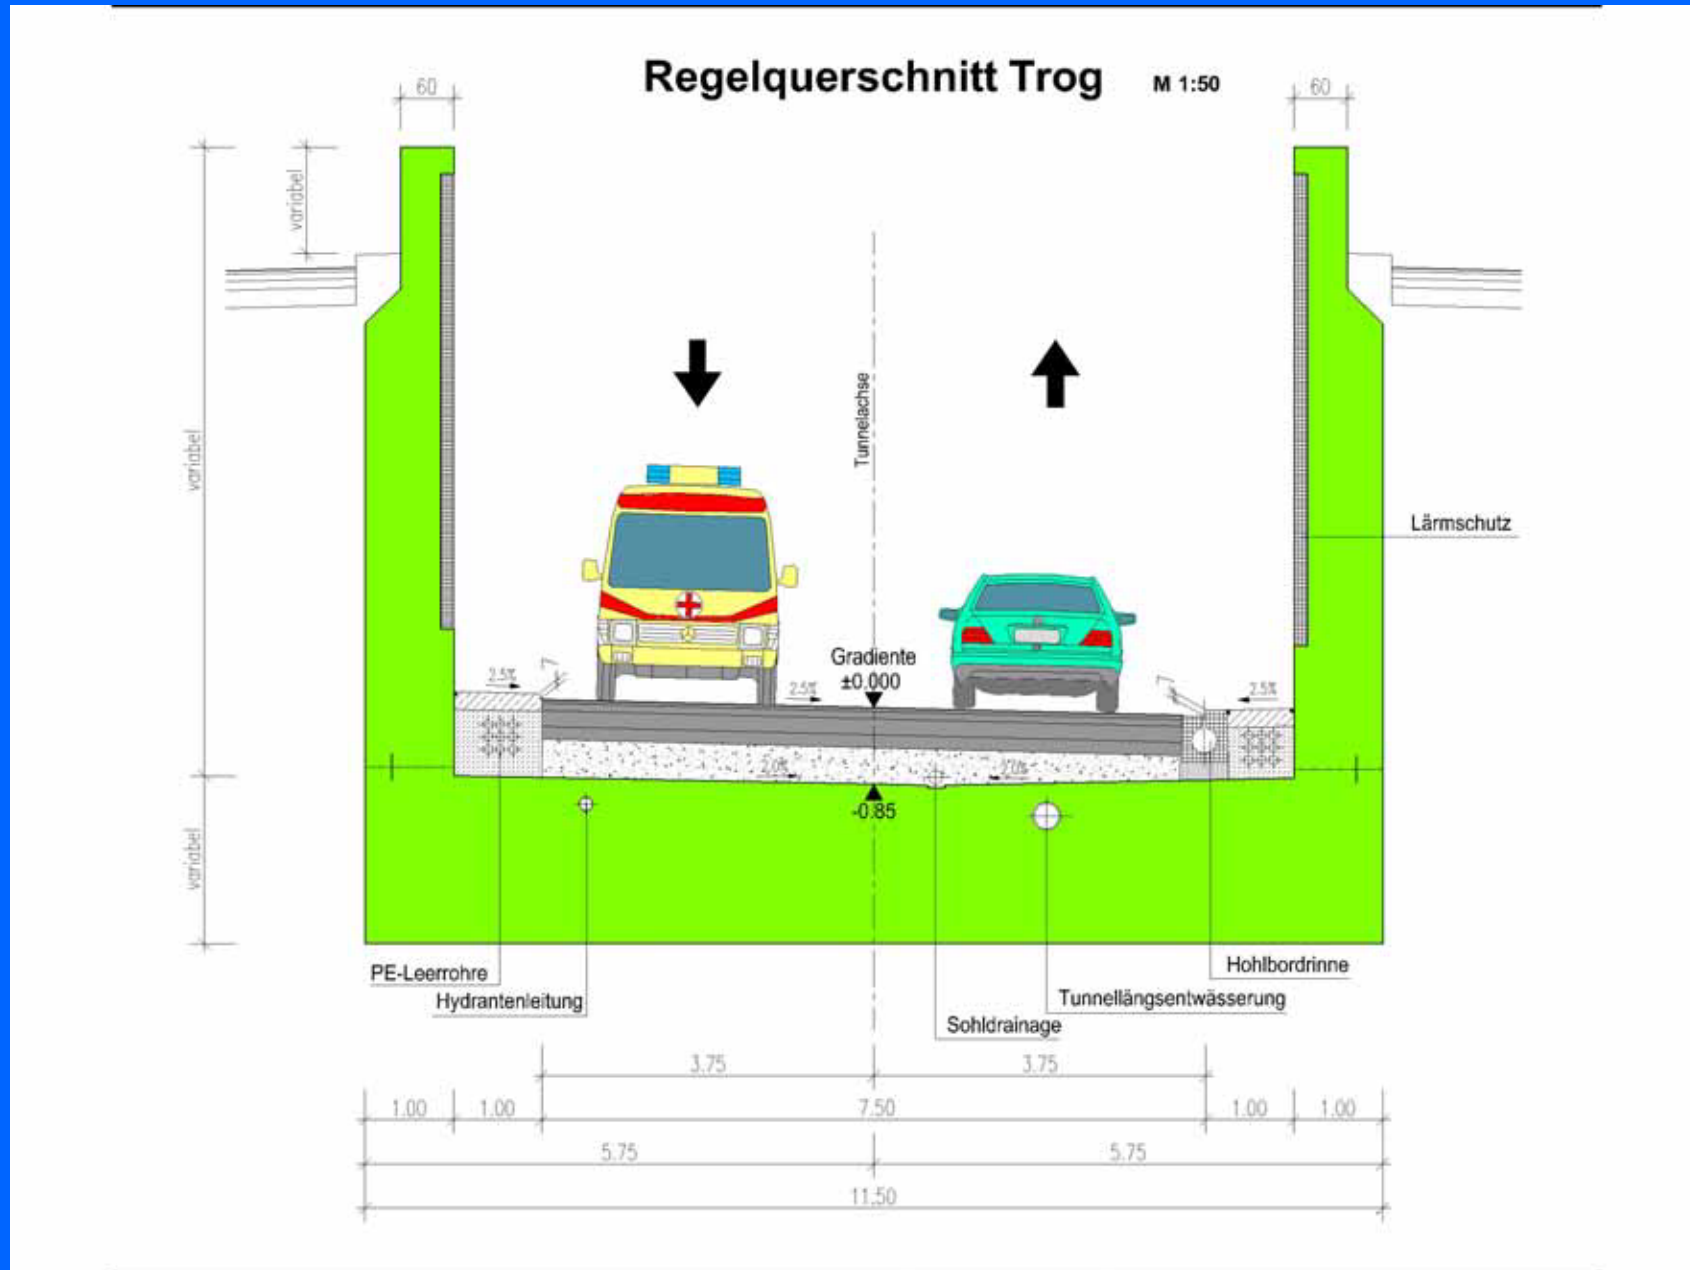 Regelquerschnitt Trog M 1:50
60
60
variabel
variabel
variabel
Tunnelachse
Lärmschutz
Gradiente
±0.000
2.5%
7
2.5%
7
2.5%
2.0%
2.0%
-0.85
PE-Leerrohre
Hydrantenleitung
Hohlbordrinne
Tunnellängsentwässerung
Sohldrainage
3.75 3.75
1.00 1.00 7.50 1.00 1.00
5.75 5.75
11.50